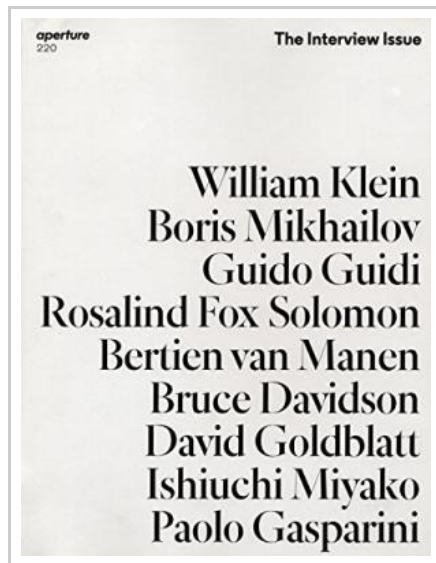 aperture
220
The Interview Issue
William Klein
Boris Mikhailov
Guido Guidi
Rosalind Fox Solomon
Bertien van Manen
Bruce Davidson
David Goldblatt
Ishiuchi Miyako
Paolo Gasparini